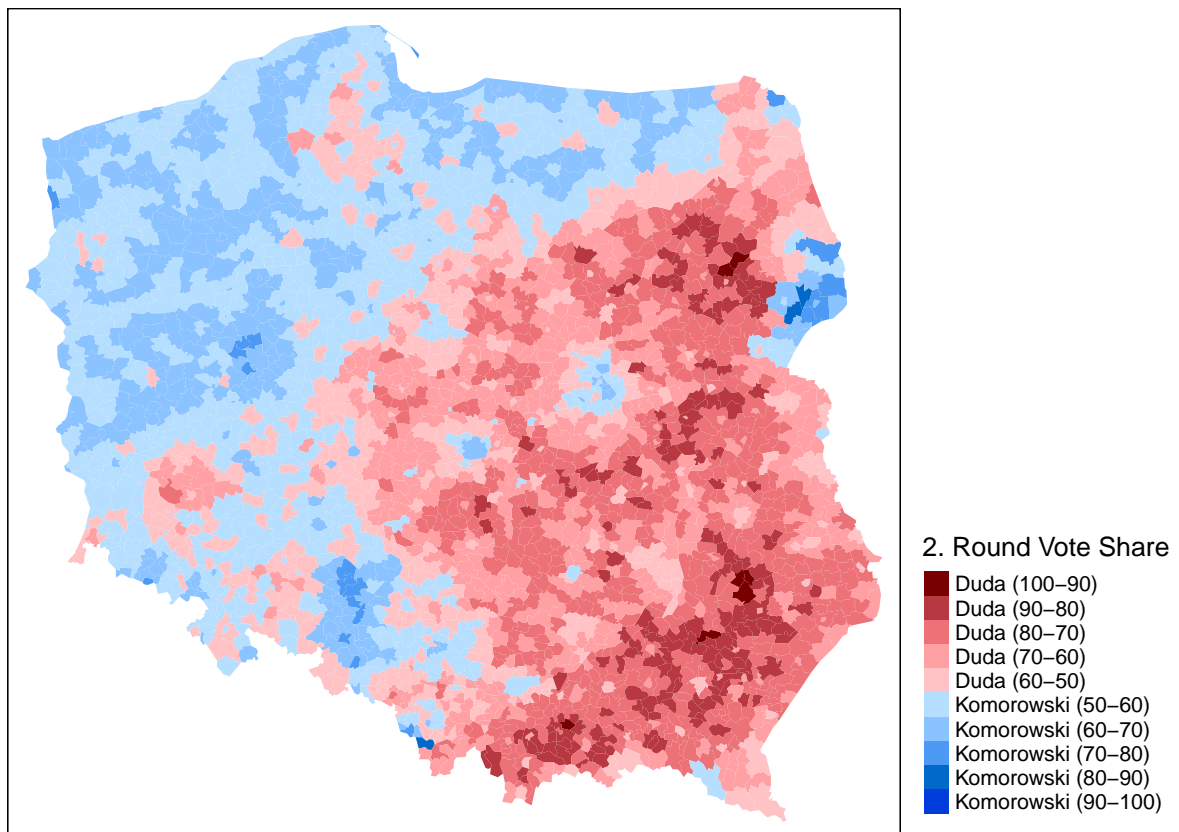 2. Round Vote Share
Duda (100−90)
Duda (90−80)
Duda (80−70)
Duda (70−60)
Duda (60−50)
Komorowski (50−60)
Komorowski (60−70)
Komorowski (70−80)
Komorowski (80−90)
Komorowski (90−100)